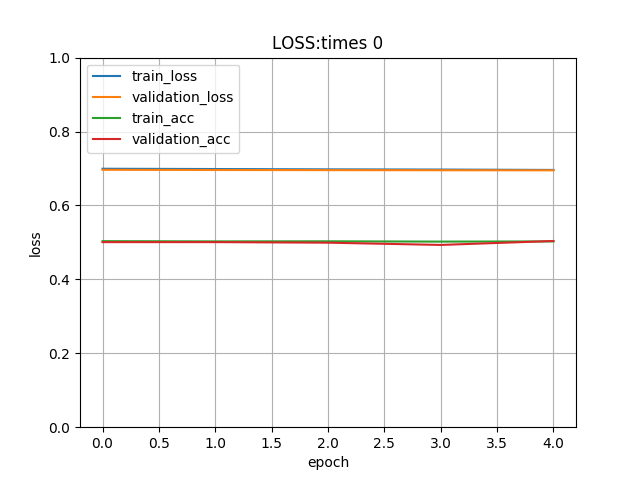 LOSS:times 0
1.0
0.8
0.6
0.4
0.2
0.0
loss
train_loss
validation_loss
train_acc
validation_acc
0.0 0.5 1.0 1.5 2.0 2.5 3.0 3.5 4.0
epoch